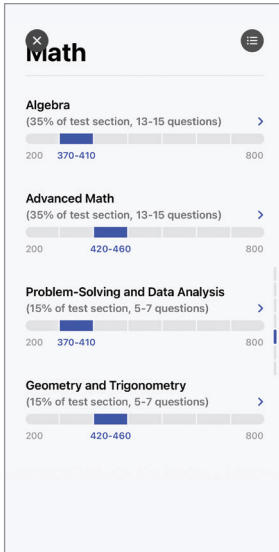 Math
Algebra
(35% of test section, 13-15 questions)
200 370-410 800
Advanced Math
(35% of test section, 13-15 questions)
200 420-460 800
Problem-Solving and Data Analysis
(15% of test section, 5-7 questions)
200 370-410 800
Geometry and Trigonometry
(15% of test section, 5-7 questions)
200 420-460 800